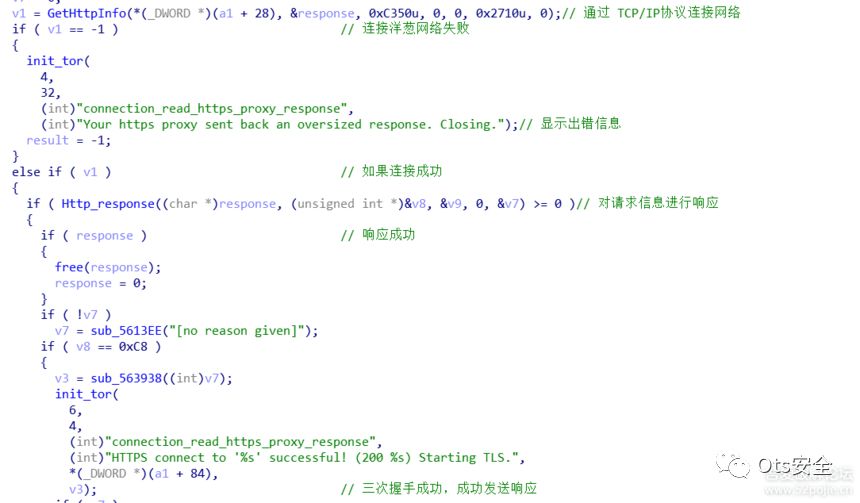 v1 = GetHttpInfo(*(_DWORD *)(a1 + 28), &response, 0xC350u, 0, 0, 0x2710u, 0);// 通过 TCP/IP协议连接网络
if ( v1 == -1 ) // 连接洋葱网络失败
{
init_tor(
4,
32,
(int)"connection_read_https_proxy_response",
(int)"Your https proxy sent back an oversized response. Closing.");// 显示出错信息
result = -1;
}
else if ( v1 ) // 如果连接成功
{
if ( Http_response((char *)response, (unsigned int *)&v8, &v9, 0, &v7) >= 0 )// 对请求信息进行响应
{
if ( response ) // 响应成功
{
free(response);
response = 0;
}
if ( !v7 )
v7 = sub_5613EE("[no reason given]");
if ( v8 == 0xC8 )
{
v3 = sub_563938((int)v7);
init_tor(
6,
4,
(int)"connection_read_https_proxy_response",
(int)"HTTPS connect to '%s' successful! (200 %s) Starting TLS.",
*(_DWORD *)(a1 + 84),
v3); // 三次握手成功，成功发送响应
Ots安全
www.52pojie.cn